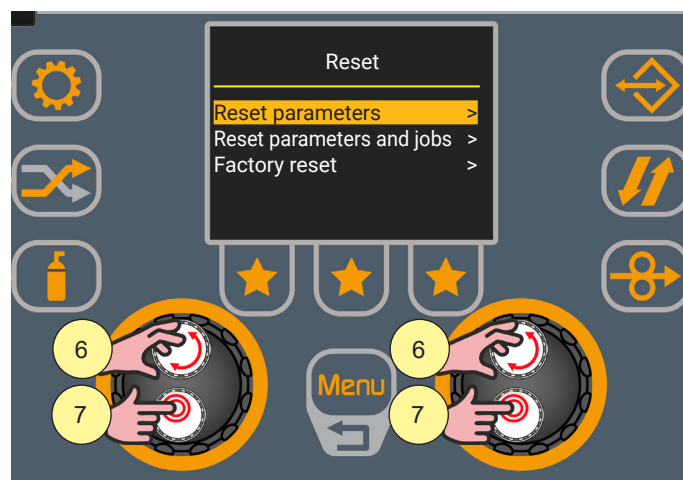 Reset
Reset parameters >
Reset parameters and jobs >
Factory reset >
6
6
7
Menu
7